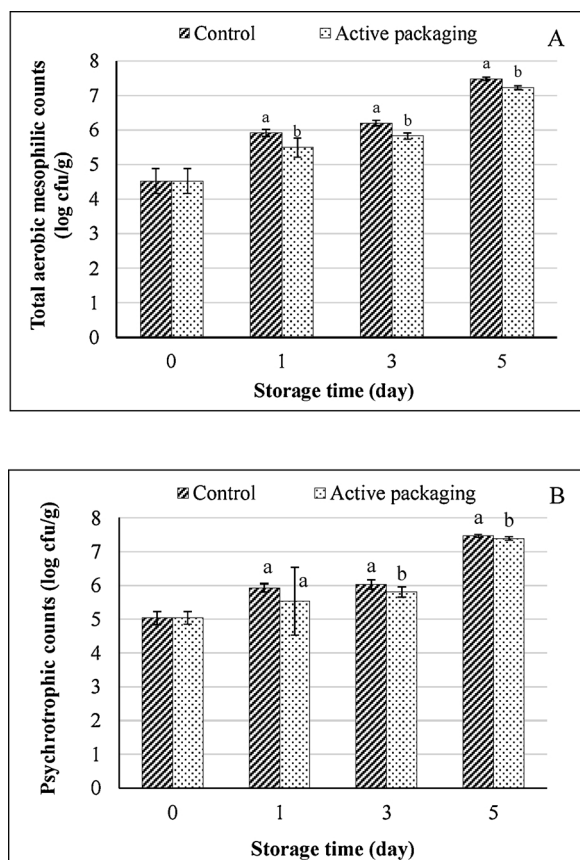 Control Active packaging A
Total aerobic mesophilic counts
(log cfu/g)
8
7
6
5
4
3
2
1
0
a b a b a b
0 1 3 5
Storage time (day)
Control Active packaging B
Psychrotrophic counts (log cfu/g)
8
7
6
5
4
3
2
1
0
a a a b a b
0 1 3 5
Storage time (day)